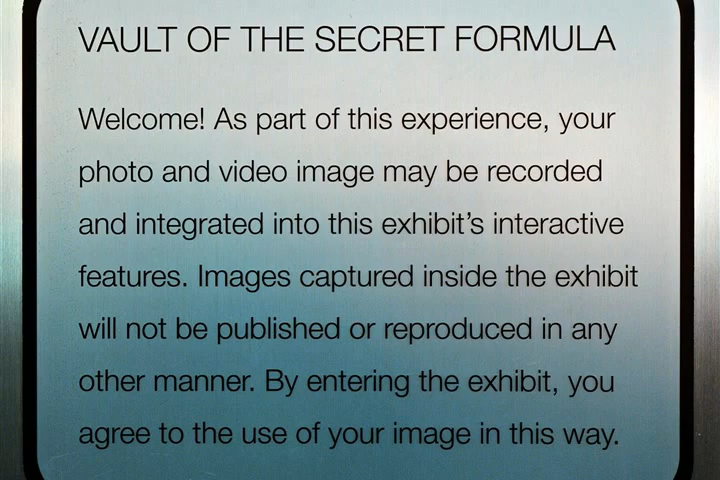 VAULT OF THE SECRET FORMULA
Welcome! As part of this experience, your
photo and video image may be recorded
and integrated into this exhibit's interactive
features. Images captured inside the exhibit
will not be published or reproduced in any
other manner. By entering the exhibit, you
agree to the use of your image in this way.